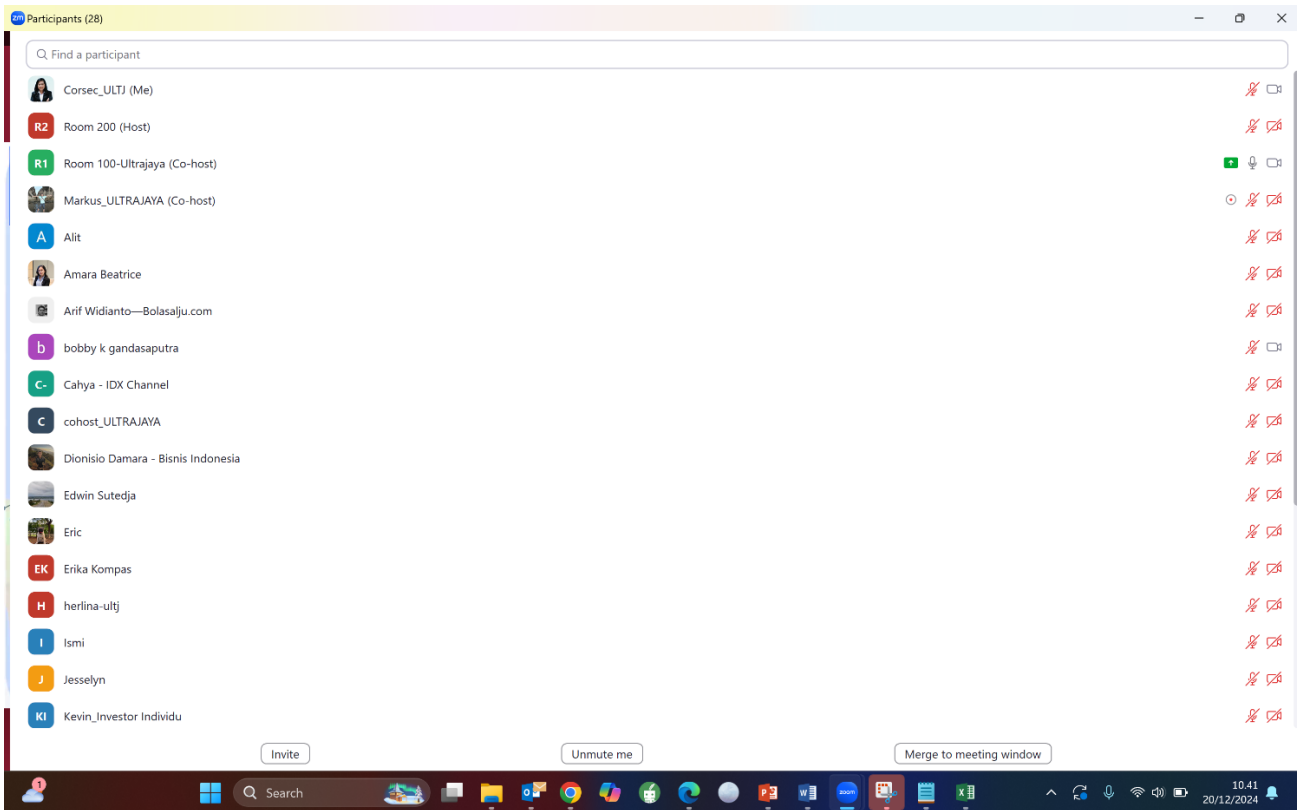 zm Participants (28)
Find a participant
Corsec_ULTJ (Me)
R2 Room 200 (Host)
R1 Room 100-Ultrajaya (Co-host)
Markus_ULTRAJAYA (Co-host)
A Alit
Amara Beatrice
Arif Widianto—Bolasalju.com
b bobby k gandasaputra
C- Cahya - IDX Channel
C cohost_ULTRAJAYA
Dionisio Damara - Bisnis Indonesia
Edwin Sutedja
Eric
EK Erika Kompas
H herlina-ultj
I Ismi
J Jesselyn
KI Kevin_Investor Individu
Invite Unmute me Merge to meeting window
1 Search zoom 10.41
20/12/2024